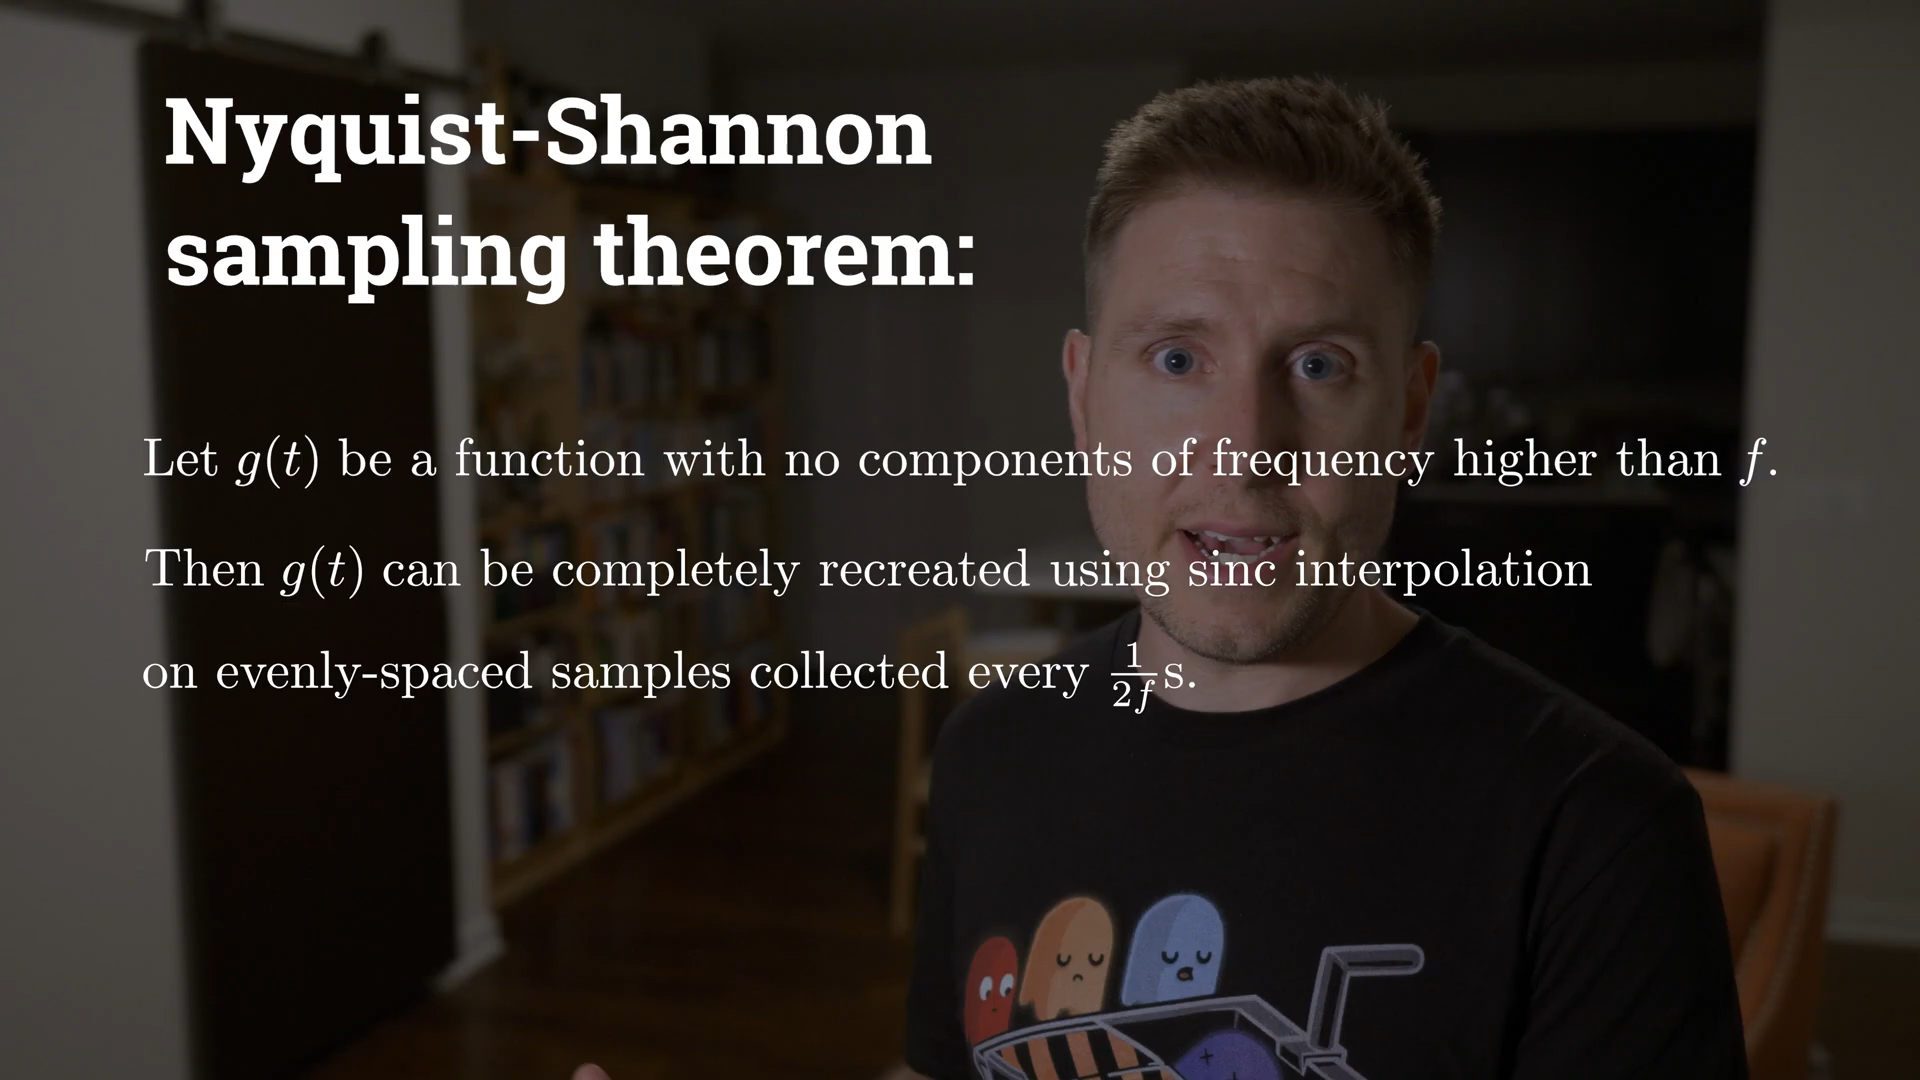 Nyquist-Shannon
sampling theorem:
Let g(t) be a function with no components of frequency higher than f.
Then g(t) can be completely recreated using sinc interpolation
on evenly-spaced samples collected every \frac{1}{2f}s.